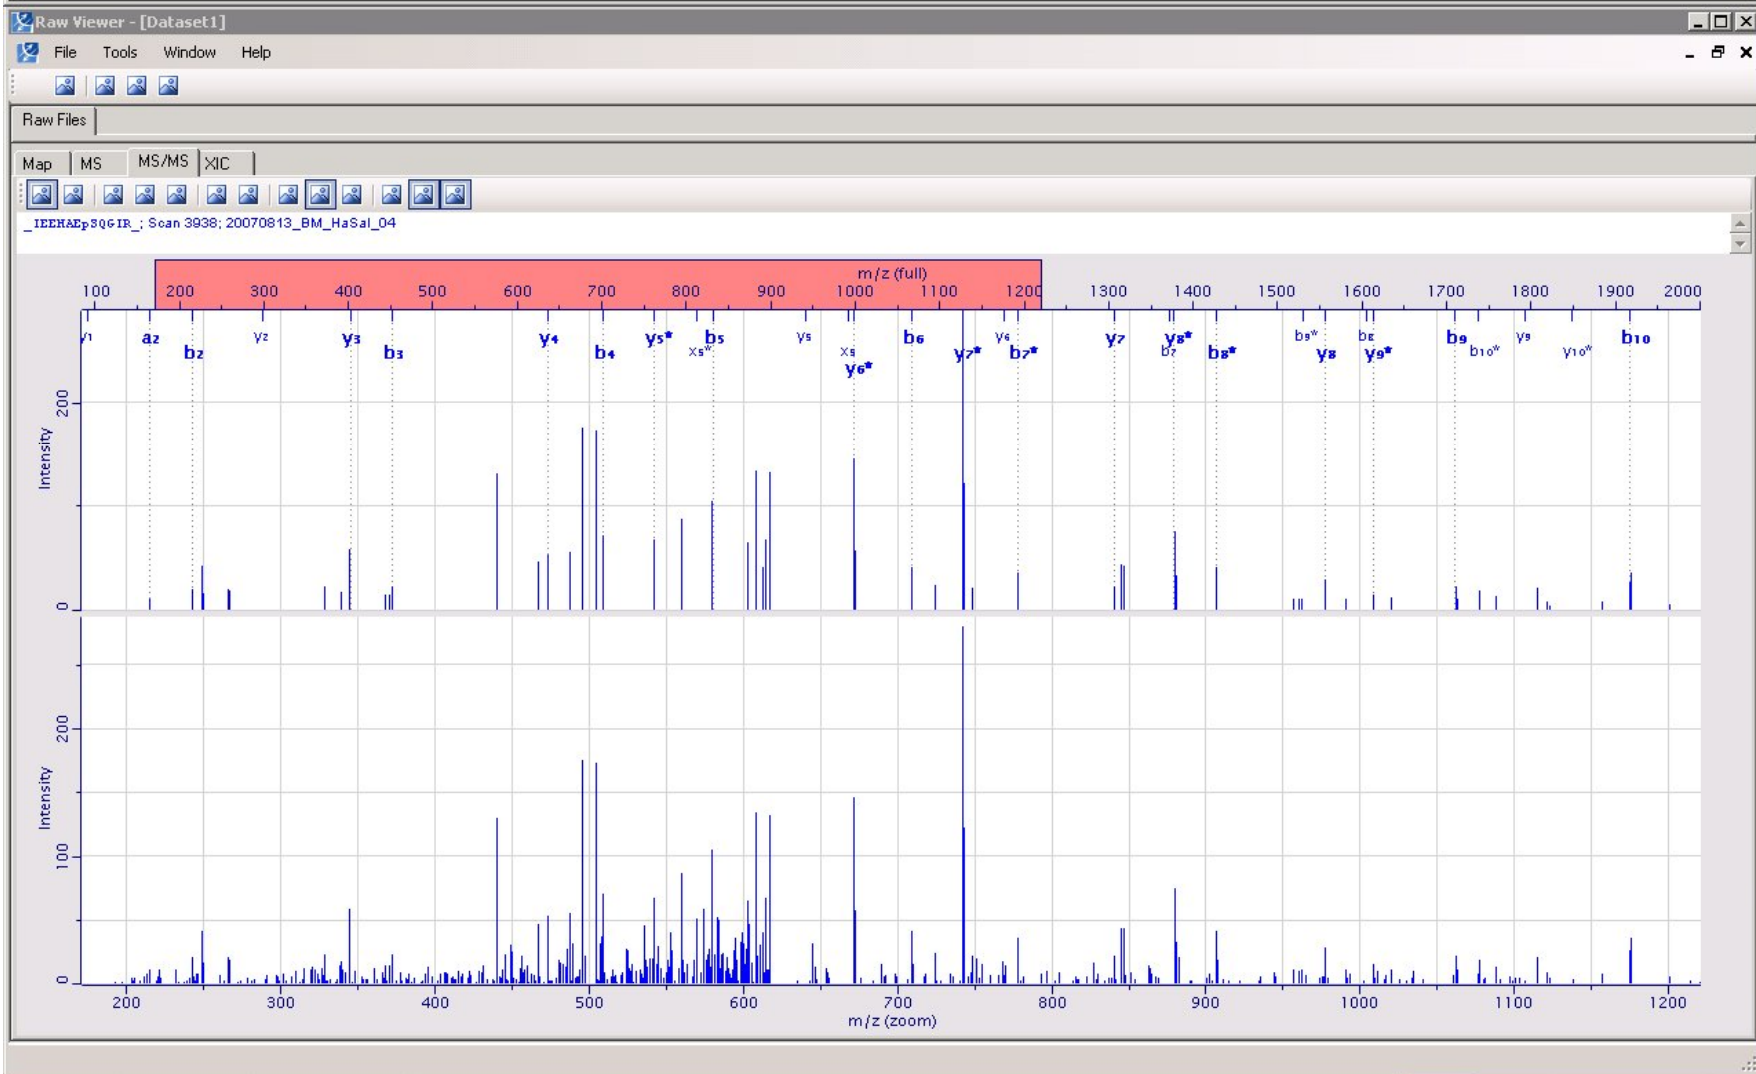 Raw Viewer - [Dataset1]
File Tools Window Help
Raw Files
Map MS MS/MS XIC
_IEEHAEpSQGIR_; Scan 3938; 20070813_BM_HaSal_04
m/z (full)
100 200 300 400 500 600 700 800 900 1000 1100 1200 1300 1400 1500 1600 1700 1800 1900 2000
y1 a2 y2 y3 y4 y5* b5 y5 b6 y6 y7 y8* b9* b8 b9 y9 b10
b2 b3 b4 x5* x5 y7* b7* b7 b8* y8 y9* b10* y10*
y6*
200
Intensity
0
200
Intensity
100
0
200 300 400 500 600 700 800 900 1000 1100 1200
m/z (zoom)